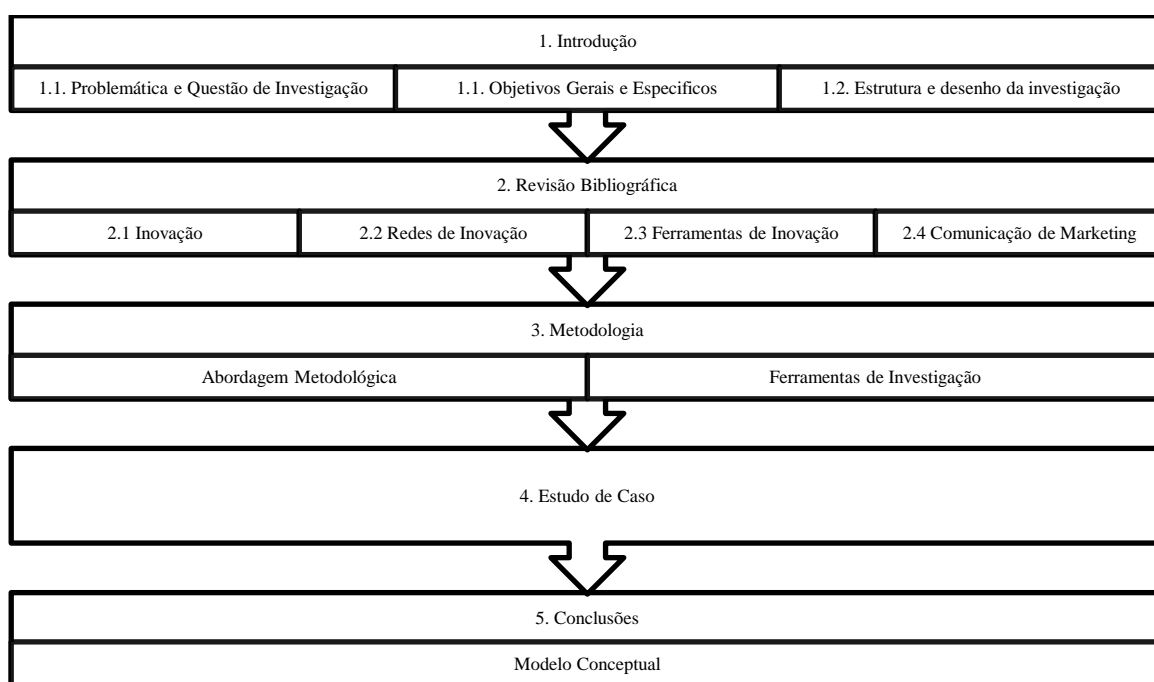 1. Introdução
1.1. Problemática e Questão de Investigação
1.1. Objetivos Gerais e Especificos
1.2. Estrutura e desenho da investigação
2. Revisão Bibliográfica
2.1 Inovação
2.2 Redes de Inovação
2.3 Ferramentas de Inovação
2.4 Comunicação de Marketing
3. Metodologia
Abordagem Metodológica
Ferramentas de Investigação
4. Estudo de Caso
5. Conclusões
Modelo Conceptual